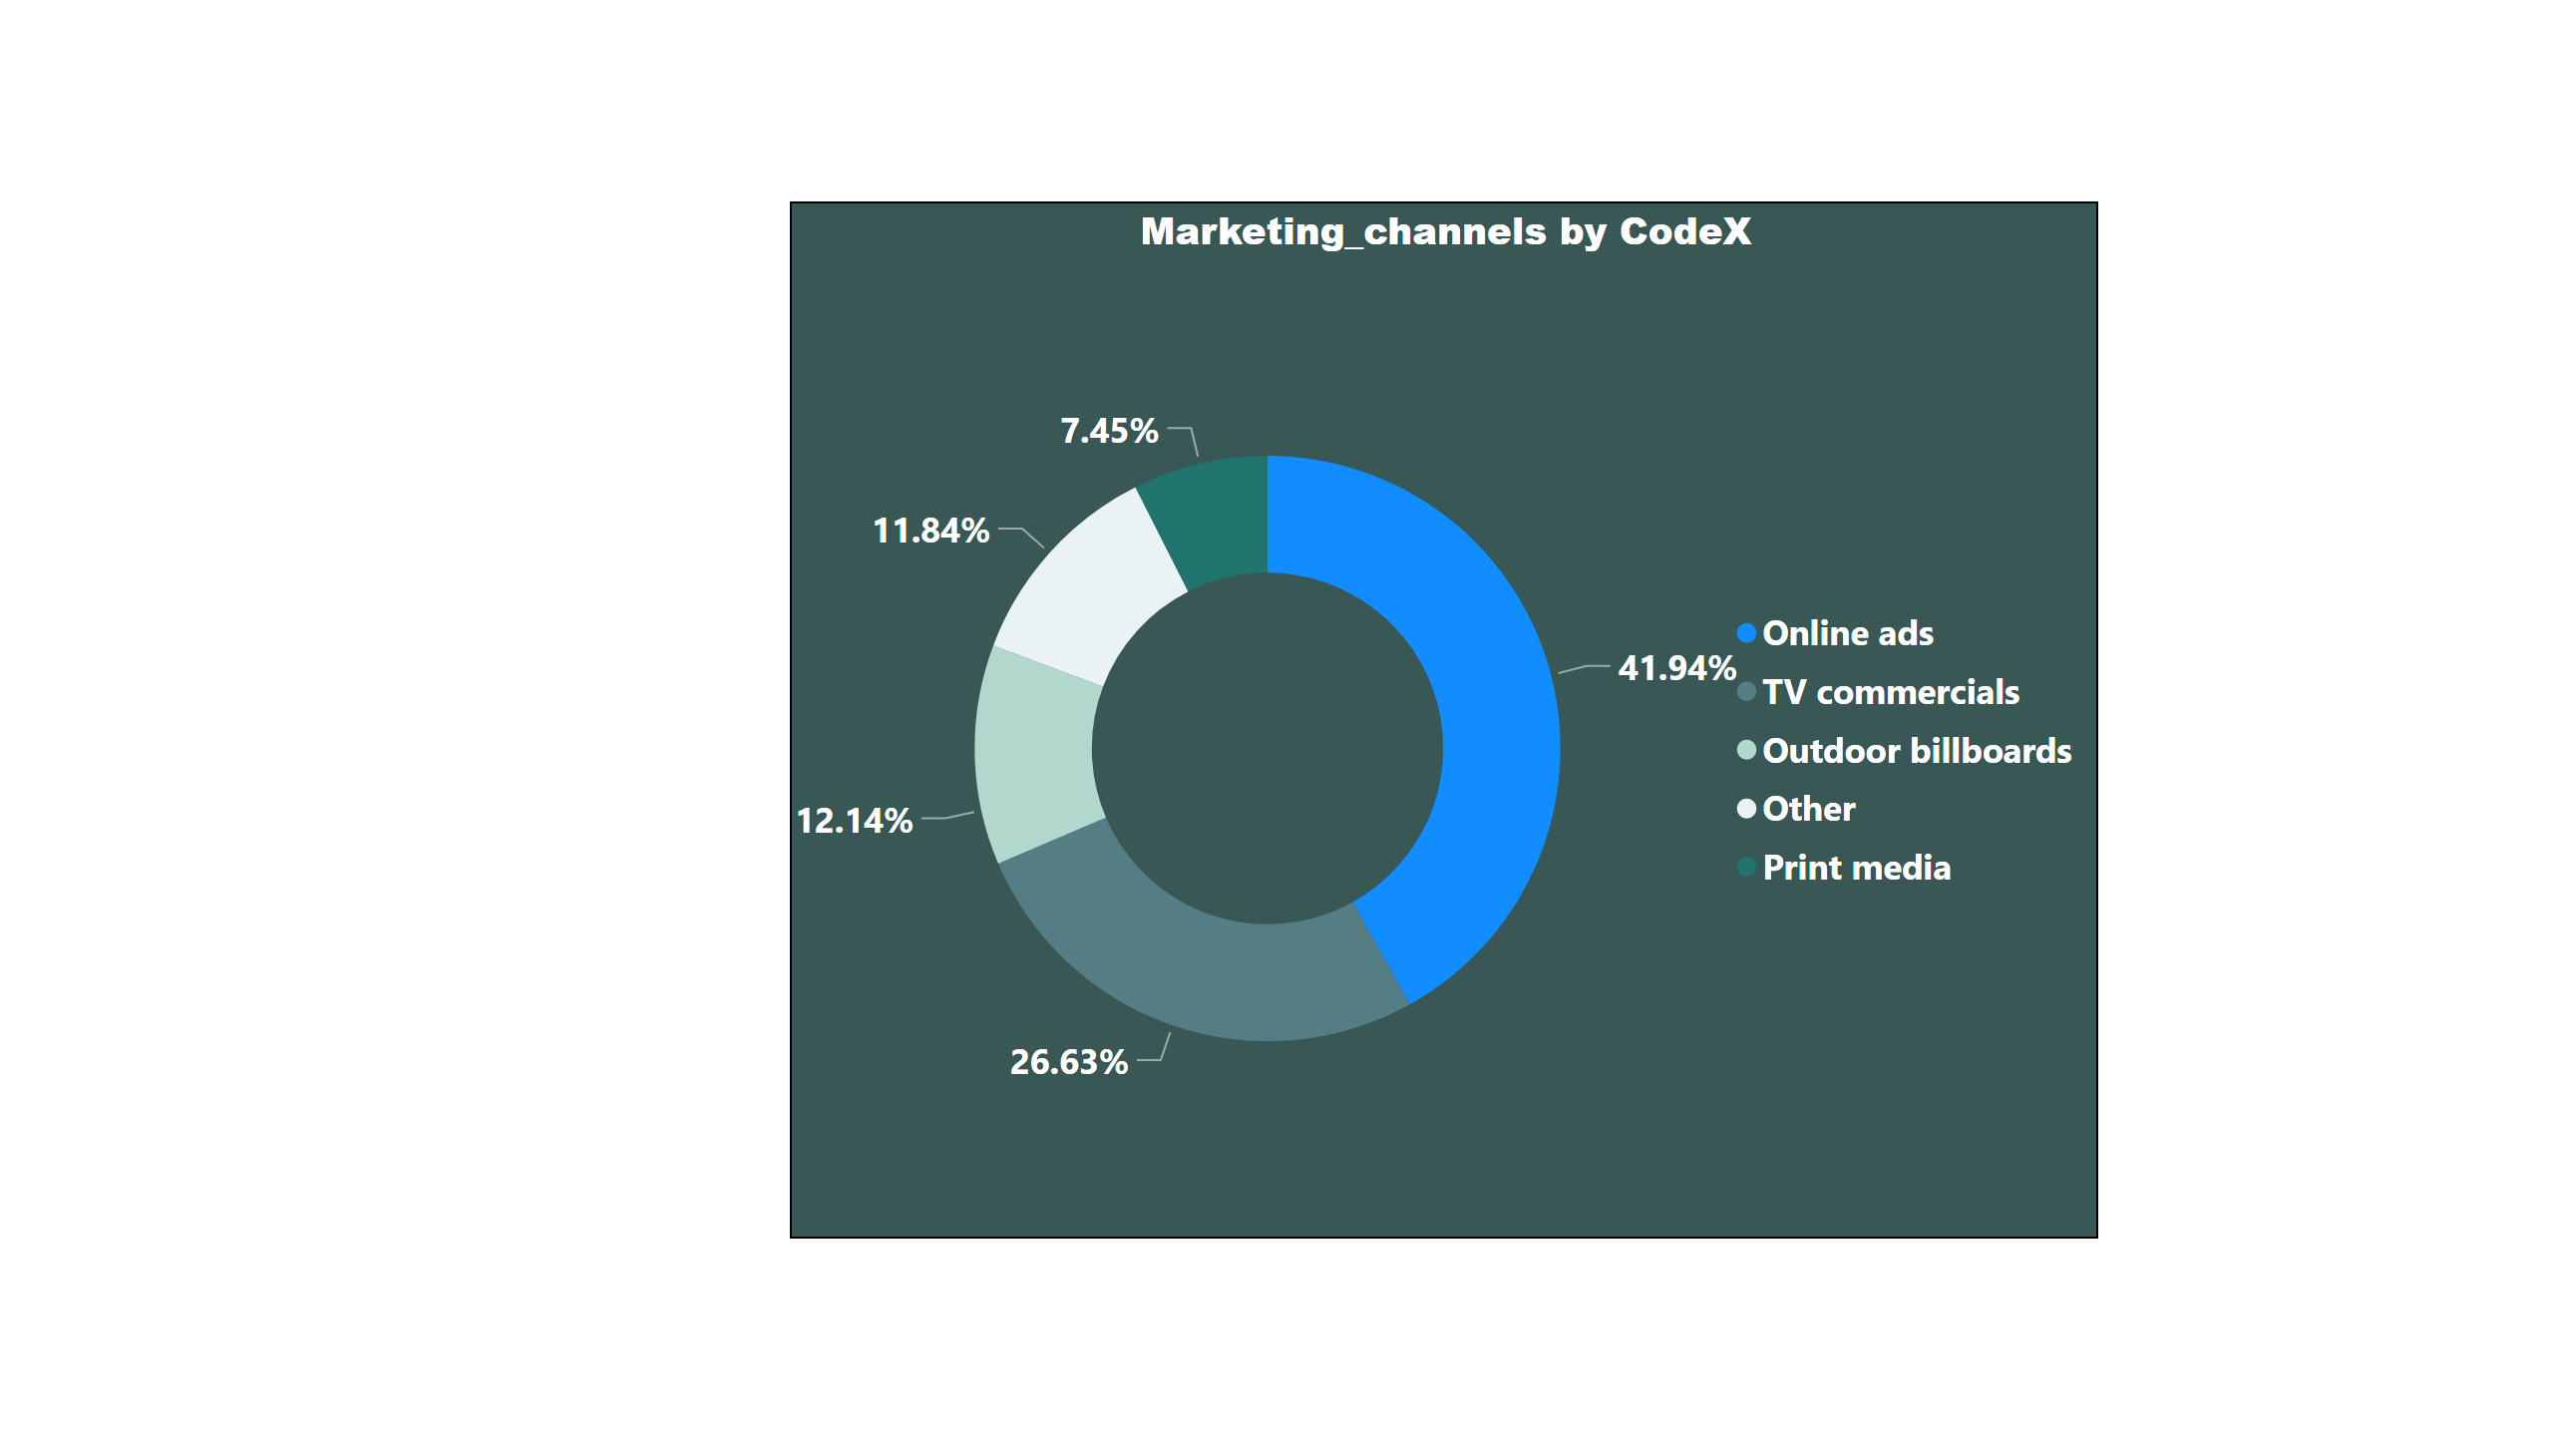 Marketing_channels by CodeX
7.45%
11.84%
41.94%
12.14%
26.63%
Online ads
TV commercials
Outdoor billboards
Other
Print media